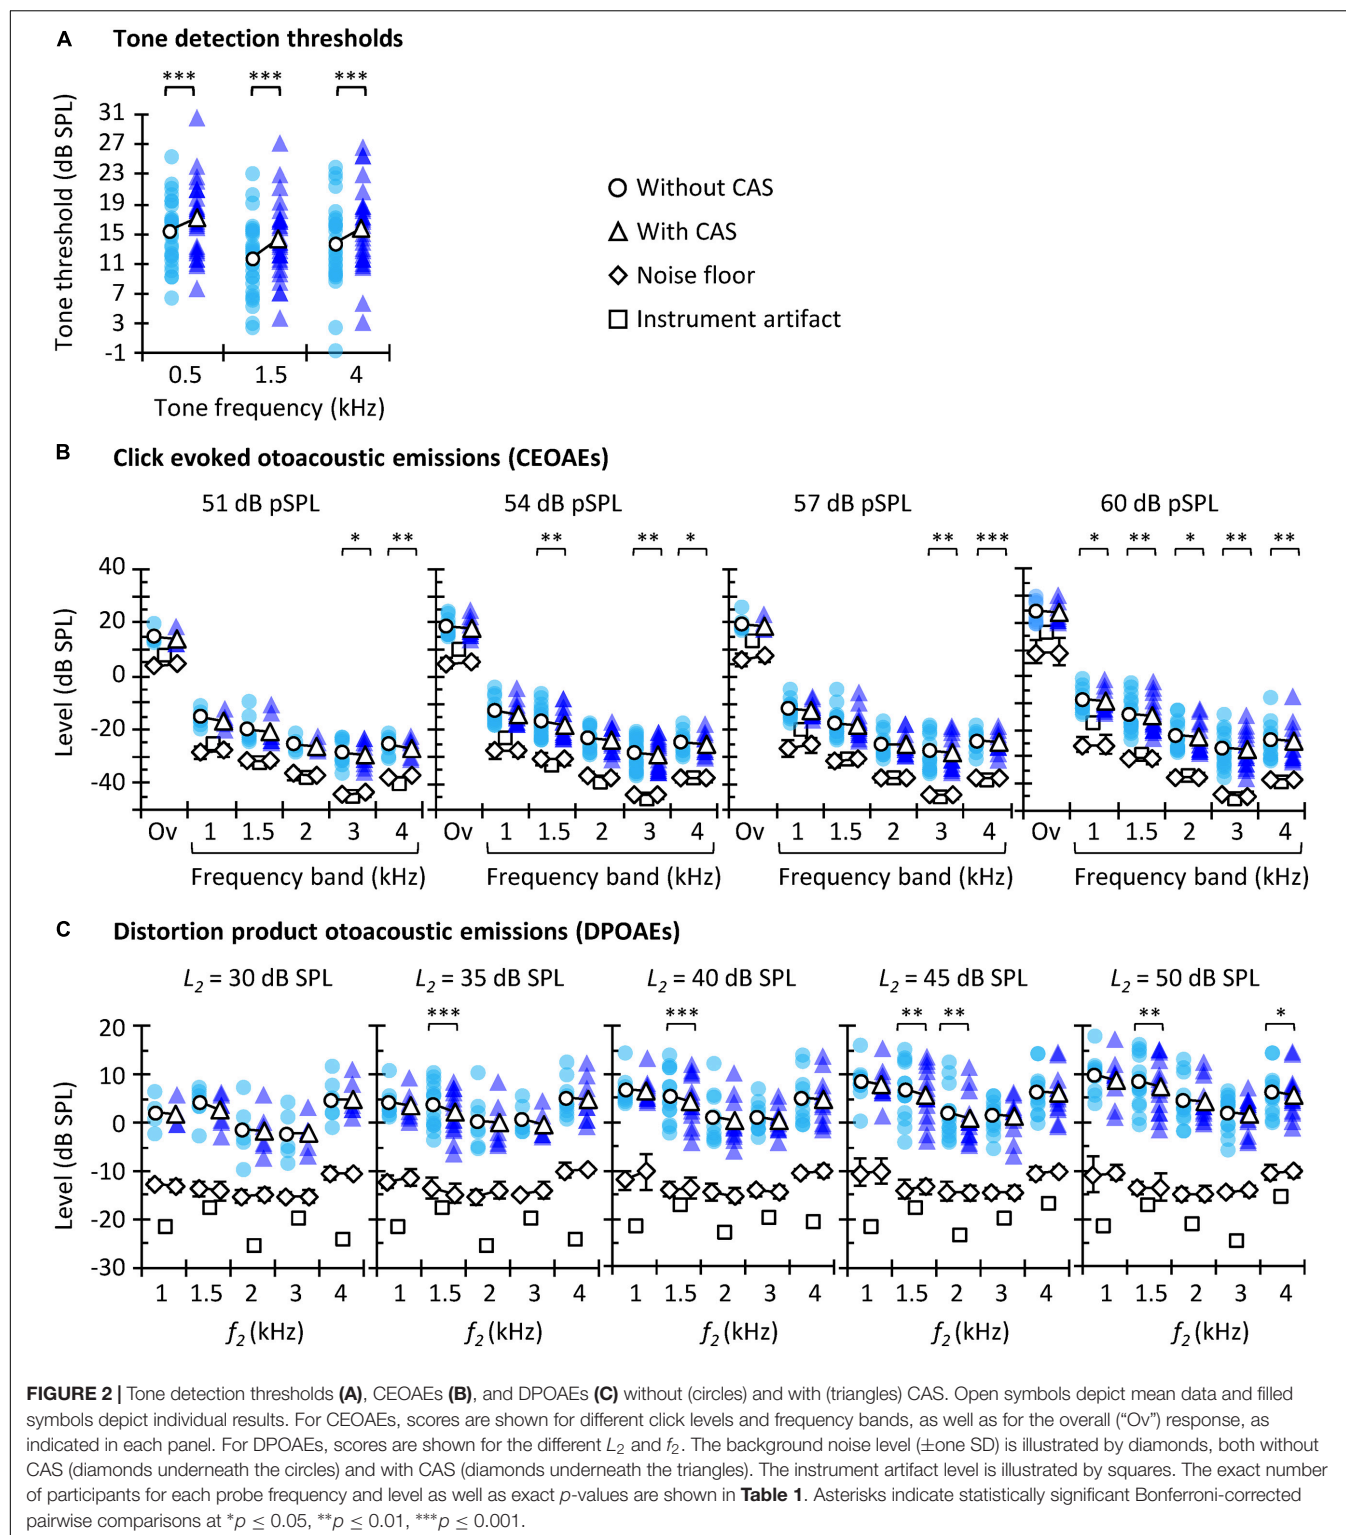 A Tone detection thresholds
*** *** ***
31
27
23
19
15
11
7
3
-1
Tone threshold (dB SPL)
0.5 1.5 4
Tone frequency (kHz)
Without CAS
With CAS
Noise floor
Instrument artifact
B Click evoked otoacoustic emissions (CEOAEs)
51 dB pSPL 54 dB pSPL 57 dB pSPL 60 dB pSPL
* ** ** ** * ** *** * ** * ** **
40
20
0
-20
-40
Level (dB SPL)
Ov 1 1.5 2 3 4 Ov 1 1.5 2 3 4 Ov 1 1.5 2 3 4 Ov 1 1.5 2 3 4
Frequency band (kHz) Frequency band (kHz) Frequency band (kHz) Frequency band (kHz)
C Distortion product otoacoustic emissions (DPOAEs)
L2 = 30 dB SPL L2 = 35 dB SPL L2 = 40 dB SPL L2 = 45 dB SPL L2 = 50 dB SPL
*** *** ** ** ** *
20
10
0
-10
-20
-30
Level (dB SPL)
1 1.5 2 3 4 1 1.5 2 3 4 1 1.5 2 3 4 1 1.5 2 3 4 1 1.5 2 3 4
f2 (kHz) f2 (kHz) f2 (kHz) f2 (kHz) f2 (kHz)
FIGURE 2 | Tone detection thresholds (A), CEOAEs (B), and DPOAEs (C) without (circles) and with (triangles) CAS. Open symbols depict mean data and filled
symbols depict individual results. For CEOAEs, scores are shown for different click levels and frequency bands, as well as for the overall (“Ov”) response, as
indicated in each panel. For DPOAEs, scores are shown for the different L2 and f2. The background noise level (±one SD) is illustrated by diamonds, both without
CAS (diamonds underneath the circles) and with CAS (diamonds underneath the triangles). The instrument artifact level is illustrated by squares. The exact number
of participants for each probe frequency and level as well as exact p-values are shown in Table 1. Asterisks indicate statistically significant Bonferroni-corrected
pairwise comparisons at *p ≤ 0.05, **p ≤ 0.01, ***p ≤ 0.001.